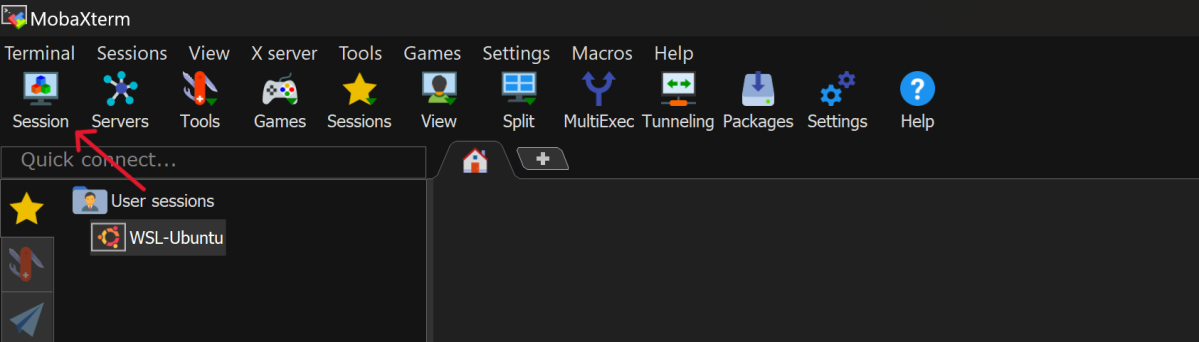 MobaXterm
Terminal Sessions View X server Tools Games Settings Macros Help
Session Servers Tools Games Sessions View Split MultiExec Tunneling Packages Settings Help
Quick connect...
User sessions
WSL-Ubuntu